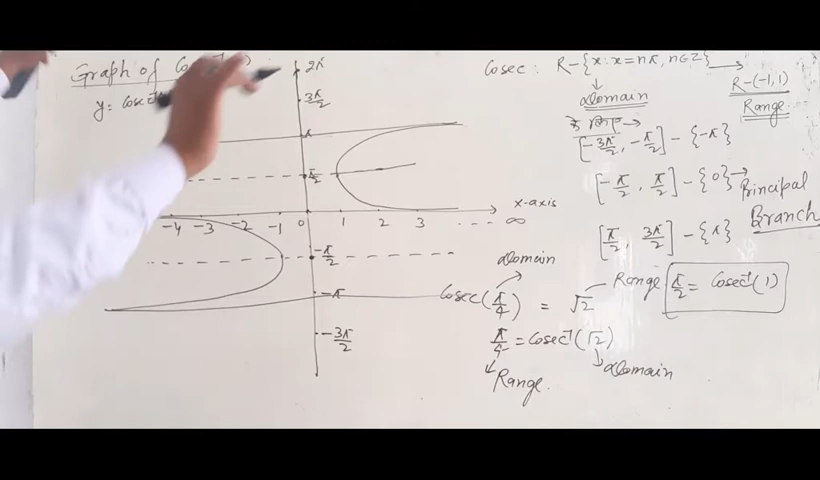 Graph of
y = Cosec⁻¹
2π
3π/2
π
π/2
x-axis
-4 -3 -2 -1 0 1 2 3 ---- ∞
-π/2
-π
-3π/2
Cosec : R-{x : x = nπ, n∈Z} →
R-(-1,1)
Range
Domain
के लिए →
[-3π/2, -π/2] - {-π}
[-π/2, π/2] - {0} → Principal
Branch
[π/2, 3π/2] - {π}
Domain
Cosec(π/4) = √2
Range
π/2 = Cosec⁻¹(1)
π/4 = Cosec⁻¹(√2)
Range.
Domain